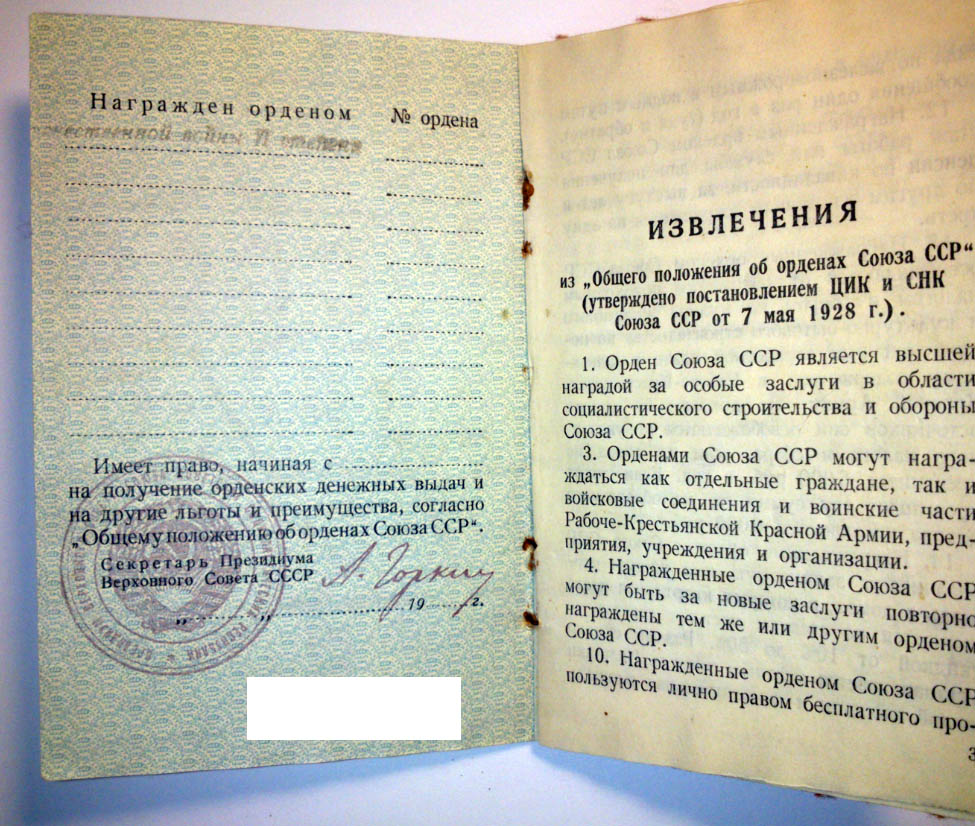 Награжден орденом
№ ордена
войны II степени
Имеет право, начиная с
на получение орденских денежных выдач и
на другие льготы и преимущества, согласно
„Общему положению об орденах Союза ССР“.
Секретарь Президиума
Верховного Совета СССР
А. Горкин
„ “ 19 г.
ИЗВЛЕЧЕНИЯ
из „Общего положения об орденах Союза ССР“
(утверждено постановлением ЦИК и СНК
Союза ССР от 7 мая 1928 г.).
1. Орден Союза ССР является высшей
наградой за особые заслуги в области
социалистического строительства и обороны
Союза ССР.
3. Орденами Союза ССР могут награ-
ждаться как отдельные граждане, так и
войсковые соединения и воинские части
Рабоче-Крестьянской Красной Армии, пред-
приятия, учреждения и организации.
4. Награжденные орденом Союза ССР
могут быть за новые заслуги повторно
награждены тем же или другим орденом
Союза ССР.
10. Награжденные орденом Союза ССР
пользуются лично правом бесплатного про-
3